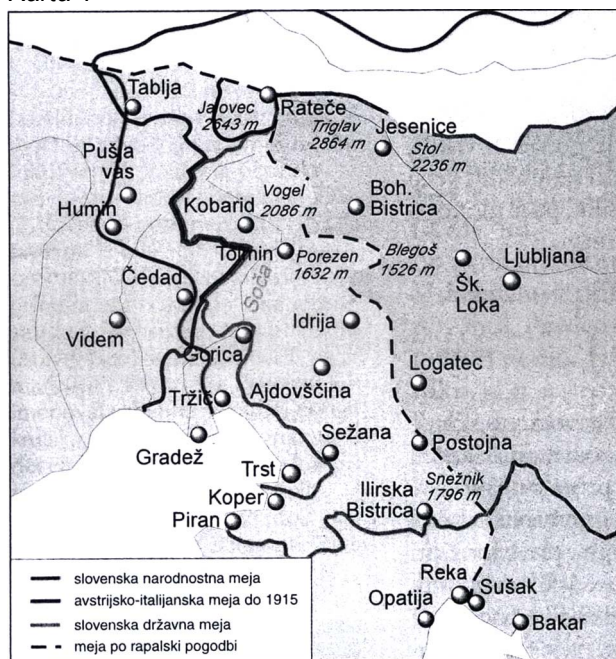 Tablja
Jalovec
2643 m
Rateče
Triglav
2864 m
Jesenice
Stol
2236 m
Pušja
vas
Humin
Kobarid
Vogel
2086 m
Boh.
Bistrica
Tolmin
Porezen
1632 m
Blegoš
1526 m
Šk.
Loka
Ljubljana
Čedad
Soča
Videm
Idrija
Gorica
Logatec
Ajdovščina
Tržič
Gradež
Sežana
Postojna
Trst
Snežnik
1796 m
Koper
Ilirska
Bistrica
Piran
Reka
Sušak
Opatija
Bakar
slovenska narodnostna meja
avstrijsko-italijanska meja do 1915
slovenska državna meja
meja po rapalski pogodbi